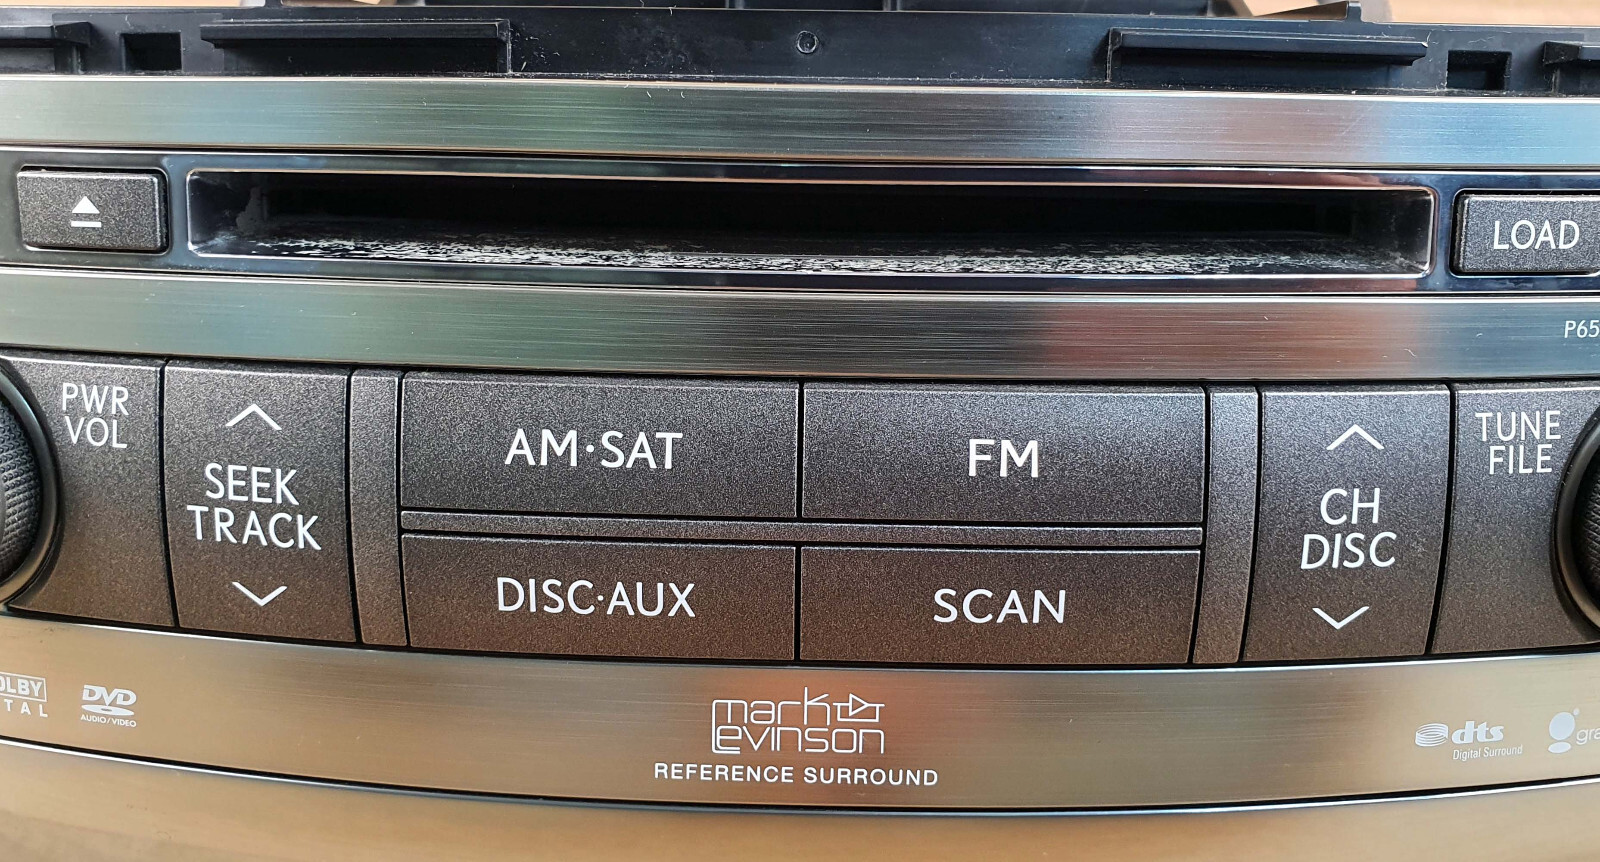 LOAD
P65
PWR
VOL
SEEK
TRACK
AM·SAT
FM
DISC·AUX
SCAN
CH
DISC
TUNE
FILE
DVD
AUDIO/VIDEO
mark
Levinson
REFERENCE SURROUND
dts
Digital Surround